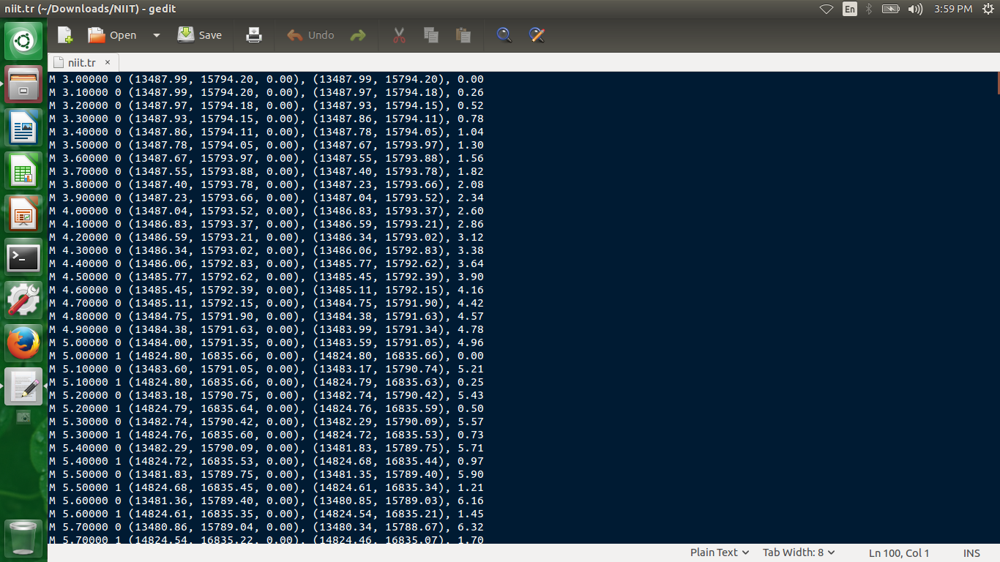 niit.tr (~/Downloads/NIIT) - gedit
En
3:59 PM
Open
Save
Undo
niit.tr ×
M 3.00000 0 (13487.99, 15794.20, 0.00), (13487.99, 15794.20), 0.00
M 3.10000 0 (13487.99, 15794.20, 0.00), (13487.97, 15794.18), 0.26
M 3.20000 0 (13487.97, 15794.18, 0.00), (13487.93, 15794.15), 0.52
M 3.30000 0 (13487.93, 15794.15, 0.00), (13487.86, 15794.11), 0.78
M 3.40000 0 (13487.86, 15794.11, 0.00), (13487.78, 15794.05), 1.04
M 3.50000 0 (13487.78, 15794.05, 0.00), (13487.67, 15793.97), 1.30
M 3.60000 0 (13487.67, 15793.97, 0.00), (13487.55, 15793.88), 1.56
M 3.70000 0 (13487.55, 15793.88, 0.00), (13487.40, 15793.78), 1.82
M 3.80000 0 (13487.40, 15793.78, 0.00), (13487.23, 15793.66), 2.08
M 3.90000 0 (13487.23, 15793.66, 0.00), (13487.04, 15793.52), 2.34
M 4.00000 0 (13487.04, 15793.52, 0.00), (13486.83, 15793.37), 2.60
M 4.10000 0 (13486.83, 15793.37, 0.00), (13486.59, 15793.21), 2.86
M 4.20000 0 (13486.59, 15793.21, 0.00), (13486.34, 15793.02), 3.12
M 4.30000 0 (13486.34, 15793.02, 0.00), (13486.06, 15792.83), 3.38
M 4.40000 0 (13486.06, 15792.83, 0.00), (13485.77, 15792.62), 3.64
M 4.50000 0 (13485.77, 15792.62, 0.00), (13485.45, 15792.39), 3.90
M 4.60000 0 (13485.45, 15792.39, 0.00), (13485.11, 15792.15), 4.16
M 4.70000 0 (13485.11, 15792.15, 0.00), (13484.75, 15791.90), 4.42
M 4.80000 0 (13484.75, 15791.90, 0.00), (13484.38, 15791.63), 4.57
M 4.90000 0 (13484.38, 15791.63, 0.00), (13483.99, 15791.34), 4.78
M 5.00000 0 (13484.00, 15791.35, 0.00), (13483.59, 15791.05), 4.96
M 5.00000 1 (14824.80, 16835.66, 0.00), (14824.80, 16835.66), 0.00
M 5.10000 0 (13483.60, 15791.05, 0.00), (13483.17, 15790.74), 5.21
M 5.10000 1 (14824.80, 16835.66, 0.00), (14824.79, 16835.63), 0.25
M 5.20000 0 (13483.18, 15790.75, 0.00), (13482.74, 15790.42), 5.43
M 5.20000 1 (14824.79, 16835.64, 0.00), (14824.76, 16835.59), 0.50
M 5.30000 0 (13482.74, 15790.42, 0.00), (13482.29, 15790.09), 5.57
M 5.30000 1 (14824.76, 16835.60, 0.00), (14824.72, 16835.53), 0.73
M 5.40000 0 (13482.29, 15790.09, 0.00), (13481.83, 15789.75), 5.71
M 5.40000 1 (14824.72, 16835.53, 0.00), (14824.68, 16835.44), 0.97
M 5.50000 0 (13481.83, 15789.75, 0.00), (13481.35, 15789.40), 5.90
M 5.50000 1 (14824.68, 16835.45, 0.00), (14824.61, 16835.34), 1.21
M 5.60000 0 (13481.36, 15789.40, 0.00), (13480.85, 15789.03), 6.16
M 5.60000 1 (14824.61, 16835.35, 0.00), (14824.54, 16835.21), 1.45
M 5.70000 0 (13480.86, 15789.04, 0.00), (13480.34, 15788.67), 6.32
M 5.70000 1 (14824.54, 16835.22, 0.00), (14824.46, 16835.07), 1.70
Plain Text
Tab Width: 8
Ln 100, Col 1
INS